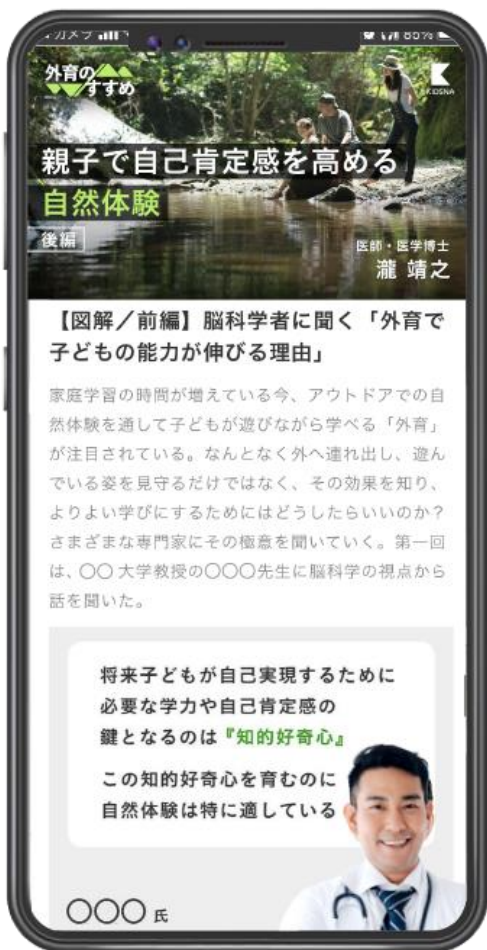 カメラ
85%
外育の
すすめ
KIDSNA
親子で自己肯定感を高める
自然体験
後編
医師・医学博士
瀧 靖之
【図解／前編】脳科学者に聞く「外育で
子どもの能力が伸びる理由」
家庭学習の時間が増えている今、アウトドアでの自
然体験を通して子どもが遊びながら学べる「外育」
が注目されている。なんとなく外へ連れ出し、遊ん
でいる姿を見守るだけではなく、その効果を知り、
よりよい学びにするためにはどうしたらいいのか？
さまざまな専門家にその極意を聞いていく。第一回
は、〇〇 大学教授の〇〇〇先生に脳科学の視点から
話を聞いた。
将来子どもが自己実現するために
必要な学力や自己肯定感の
鍵となるのは『知的好奇心』
この知的好奇心を育むのに
自然体験は特に適している
〇〇〇 氏